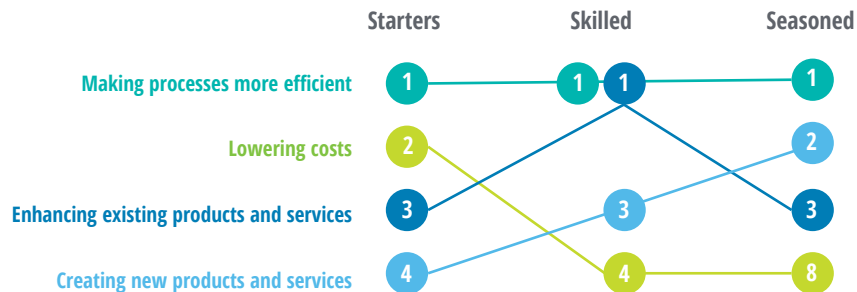 Starters Skilled Seasoned
Making processes more efficient 1 1 1 1
Lowering costs 2 2
Enhancing existing products and services 3 3 3
Creating new products and services 4 4 8